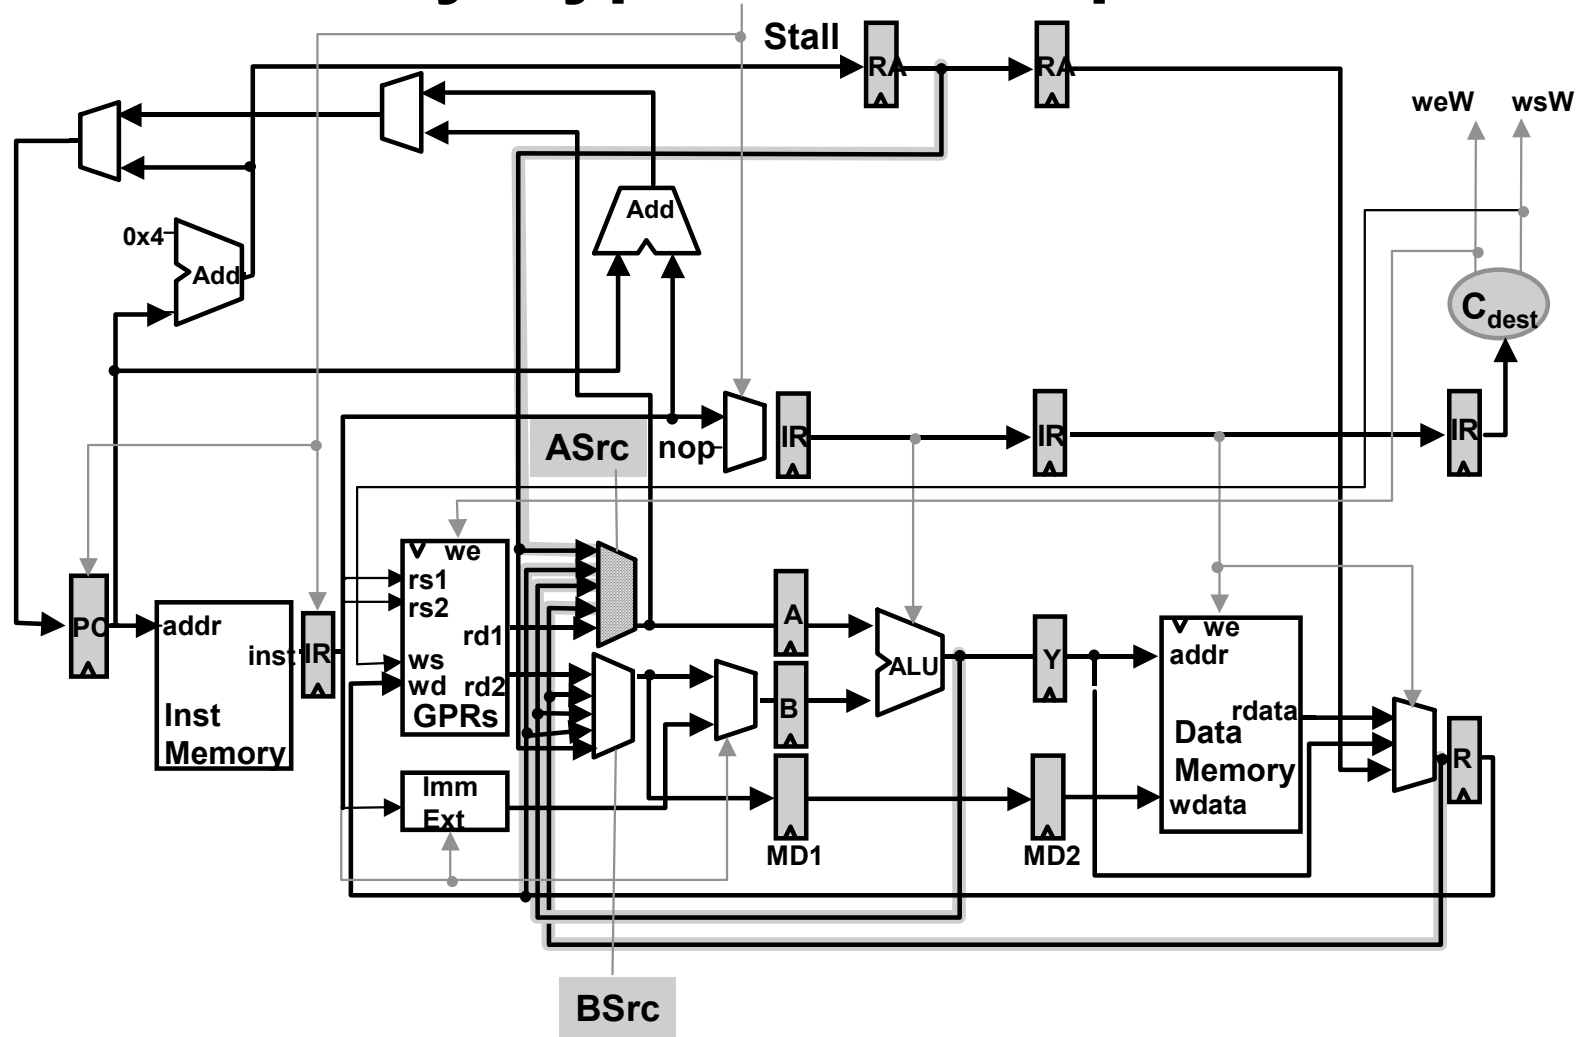 Stall
RA
RA
weW
wsW
Add
0x4
Add
C dest
ASrc
nop
IR
IR
IR
we
rs1
rs2
rd1
ws
wd
rd2
GPRs
PC
addr
inst
IR
Inst
Memory
A
B
ALU
Y
we
addr
rdata
Data
Memory
wdata
R
Imm
Ext
MD1
MD2
BSrc